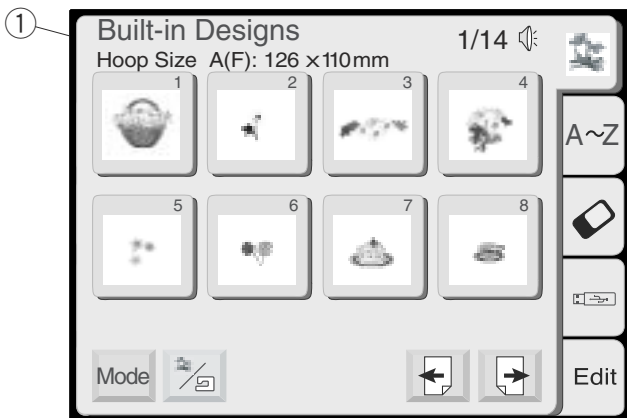 ①
Built-in Designs
1/14
Hoop Size A(F): 126 ×110mm
1 2 3 4
A~Z
5 6 7 8
Mode
Edit